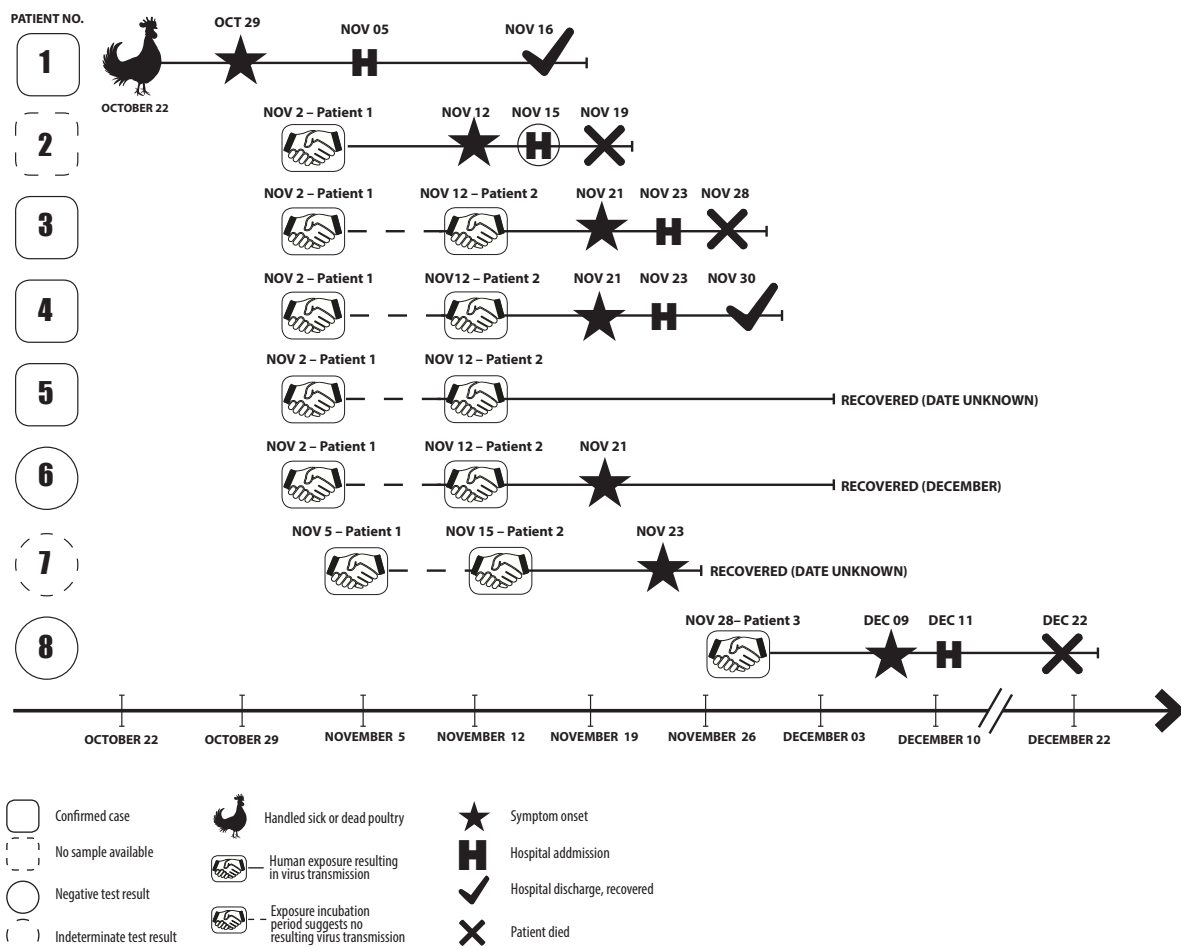 PATIENT NO.
OCT 29
NOV 05
NOV 16
1
OCTOBER 22
NOV 2 – Patient 1
NOV 12
NOV 15
NOV 19
2
H
NOV 2 – Patient 1
NOV 12 – Patient 2
NOV 21
NOV 23
NOV 28
3
H
NOV 2 – Patient 1
NOV12 – Patient 2
NOV 21
NOV 23
NOV 30
4
H
NOV 2 – Patient 1
NOV 12 – Patient 2
5
RECOVERED (DATE UNKNOWN)
NOV 2 – Patient 1
NOV 12 – Patient 2
NOV 21
6
RECOVERED (DECEMBER)
NOV 5 – Patient 1
NOV 15 – Patient 2
NOV 23
7
RECOVERED (DATE UNKNOWN)
NOV 28– Patient 3
DEC 09
DEC 11
DEC 22
8
H
OCTOBER 22
OCTOBER 29
NOVEMBER 5
NOVEMBER 12
NOVEMBER 19
NOVEMBER 26
DECEMBER 03
DECEMBER 10
DECEMBER 22
Confirmed case
No sample available
Negative test result
Indeterminate test result
Handled sick or dead poultry
Human exposure resulting
in virus transmission
Exposure incubation
period suggests no
resulting virus transmission
Symptom onset
H
Hospital addmission
Hospital discharge, recovered
Patient died